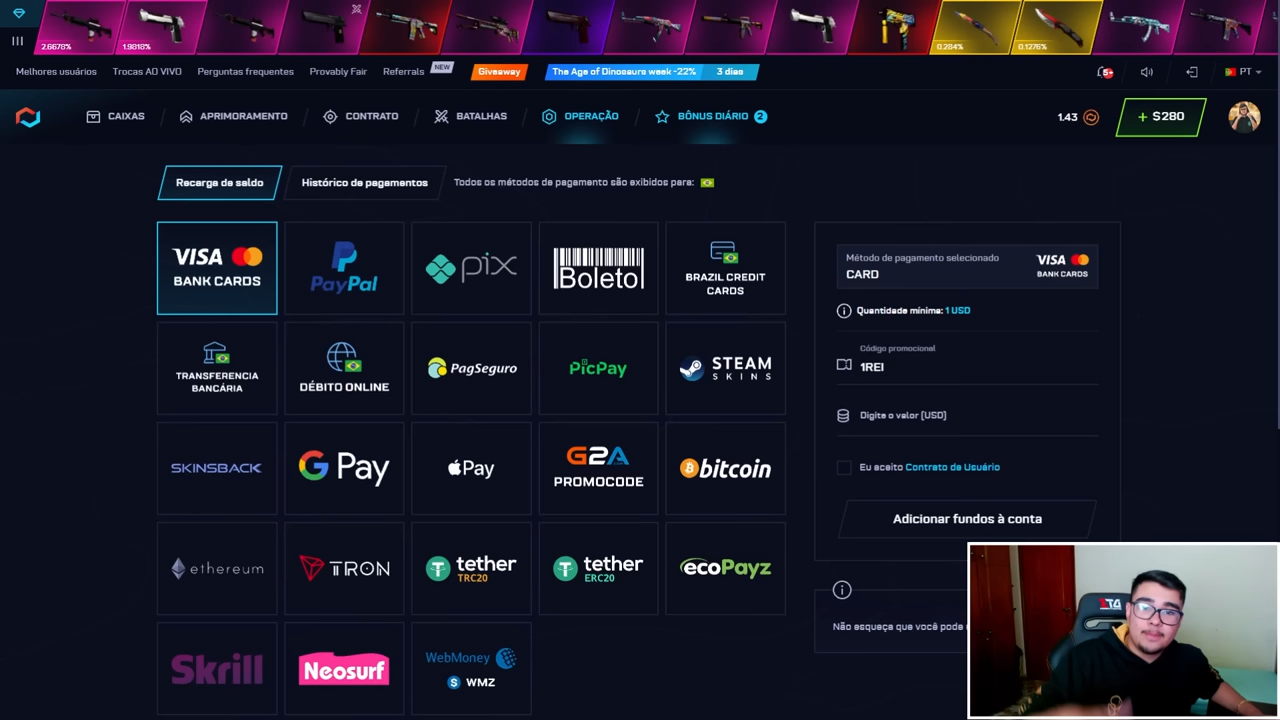 2.6678%
1.9818%
0.284%
0.1276%
Melhores usuários
Trocas AO VIVO
Perguntas frequentes
Provably Fair
Referrals
NEW
Giveaway
The Age of Dinosaurs week -22%
3 dias
5+
PT
CAIXAS
APRIMORAMENTO
CONTRATO
BATALHAS
OPERAÇÃO
BÔNUS DIÁRIO
2
1.43
+ $280
Recarga de saldo
Histórico de pagamentos
Todos os métodos de pagamento são exibidos para:
VISA
BANK CARDS
PayPal
pix
Boleto
BRAZIL CREDIT
CARDS
TRANSFERENCIA
BANCÁRIA
DÉBITO ONLINE
PagSeguro
PicPay
STEAM
SKINS
SKINSBACK
G Pay
Pay
G2A
PROMOCODE
bitcoin
ethereum
TRON
tether
TRC20
tether
ERC20
ecoPayz
Skrill
Neosurf
WebMoney
WMZ
Método de pagamento selecionado
CARD
VISA
BANK CARDS
Quantidade mínima: 1 USD
Código promocional
1REI
Digite o valor (USD)
Eu aceito Contrato de Usuário
Adicionar fundos à conta
Não esqueça que você pode